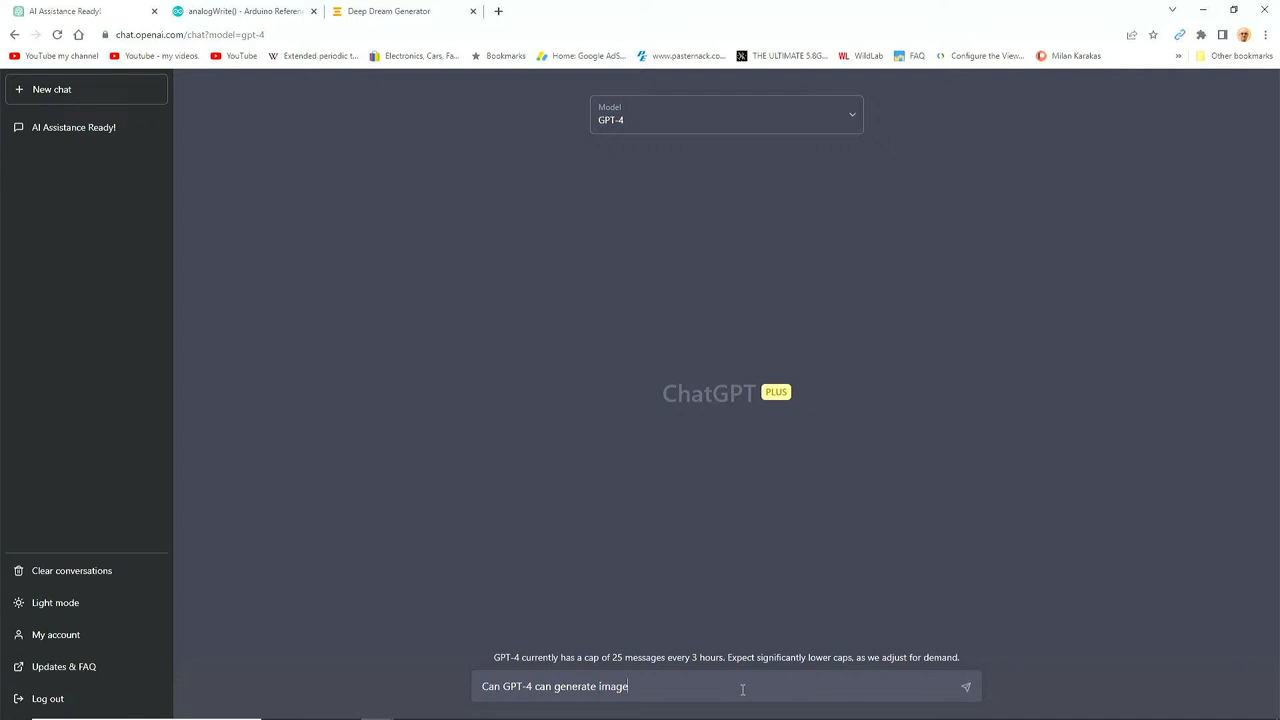 AI Assistance Ready!
analogWrite() - Arduino Referen
Deep Dream Generator
chat.openai.com/chat?model=gpt-4
YouTube my channel
YouTube - my videos.
YouTube
Extended periodic t...
Electronics, Cars, Fa...
Bookmarks
Home: Google AdS...
www.pasternack.co...
THE ULTIMATE 5.8G...
WL WildLab
FAQ
Configure the View...
Milan Karakas
»
Other bookmarks
+ New chat
AI Assistance Ready!
Model
GPT-4
ChatGPT PLUS
Clear conversations
Light mode
My account
Updates & FAQ
Log out
GPT-4 currently has a cap of 25 messages every 3 hours. Expect significantly lower caps, as we adjust for demand.
Can GPT-4 can generate image